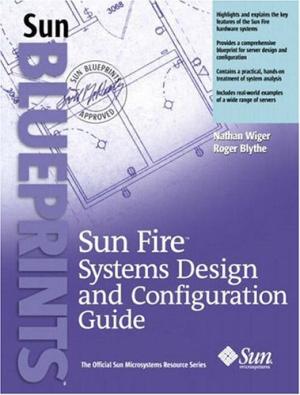 Sun
BLUEPRINTS
Highlights and explains the key
features of the Sun Fire
hardware systems
Provides a comprehensive
blueprint for server design and
configuration
Contains a practical, hands-on
treatment of system analysis
Includes real-world examples
of a wide range of servers
3068
SUN BLUEPRINTS
APPROVED
Nathan Wiger
Roger Blythe
Sun Fire™
Systems Design
and Configuration
Guide
The Official Sun Microsystems Resource Series
Sun
microsystems